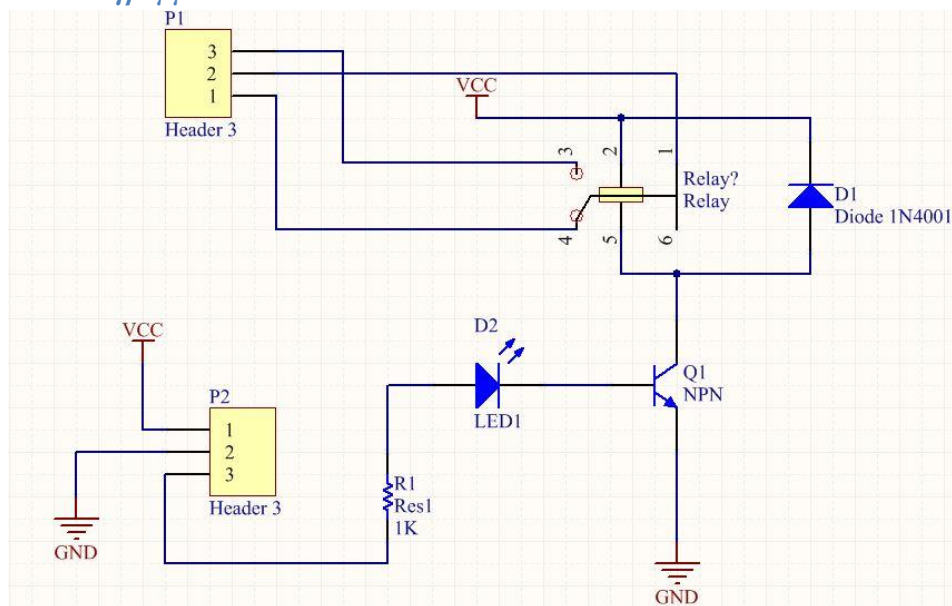 P1
3
2
1
Header 3
VCC
3
2
1
4
5
6
Relay?
Relay
D1
Diode 1N4001
VCC
P2
1
2
3
Header 3
GND
D2
LED1
R1
Res1
1K
Q1
NPN
GND